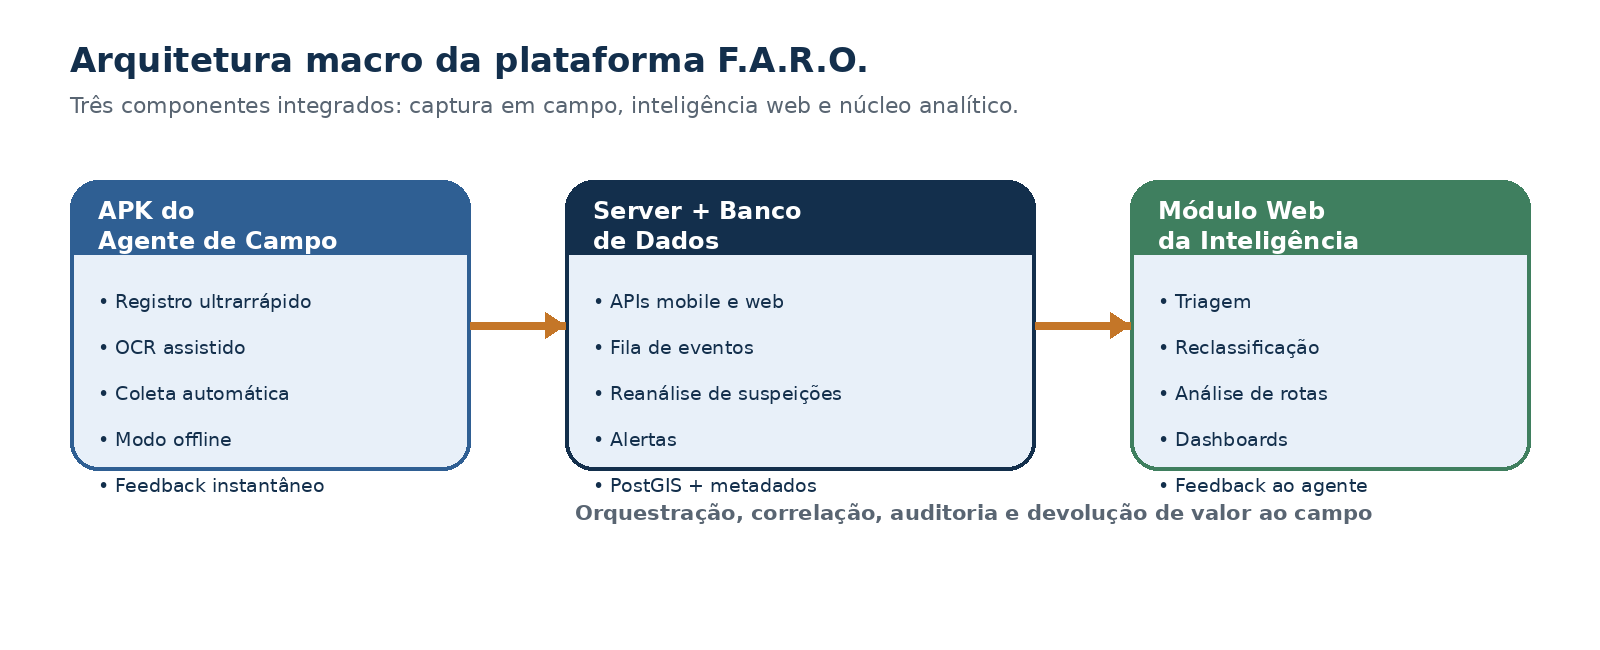 Arquitetura macro da plataforma F.A.R.O.
Três componentes integrados: captura em campo, inteligência web e núcleo analítico.
APK do
Agente de Campo
• Registro ultrarrápido
• OCR assistido
• Coleta automática
• Modo offline
• Feedback instantâneo
Server + Banco
de Dados
• APIs mobile e web
• Fila de eventos
• Reanálise de suspeições
• Alertas
• PostGIS + metadados
Módulo Web
da Inteligência
• Triagem
• Reclassificação
• Análise de rotas
• Dashboards
• Feedback ao agente
Orquestração, correlação, auditoria e devolução de valor ao campo